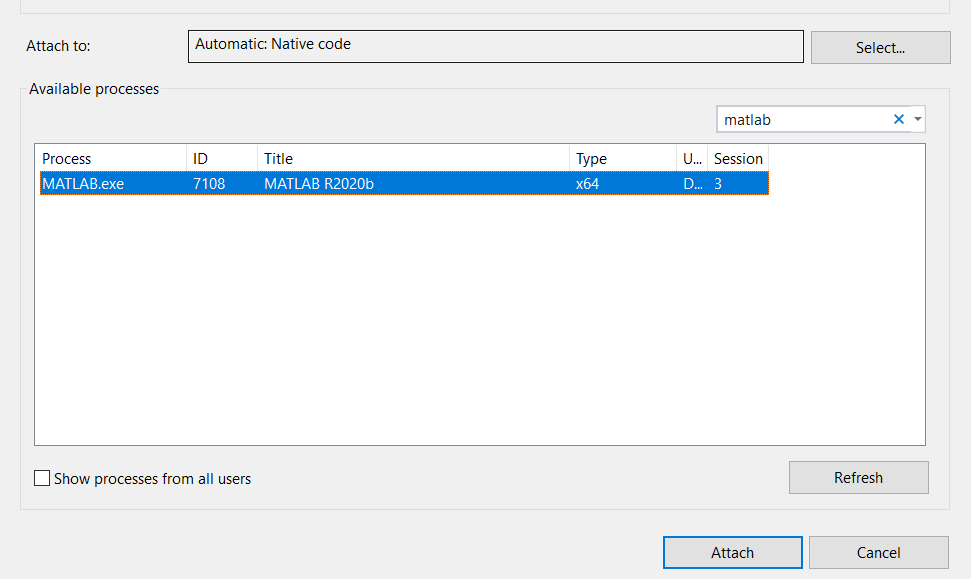 Attach to: Automatic: Native code Select...
Available processes
matlab
Process ID Title Type U... Session
MATLAB.exe 7108 MATLAB R2020b x64 D... 3
Show processes from all users Refresh
Attach Cancel